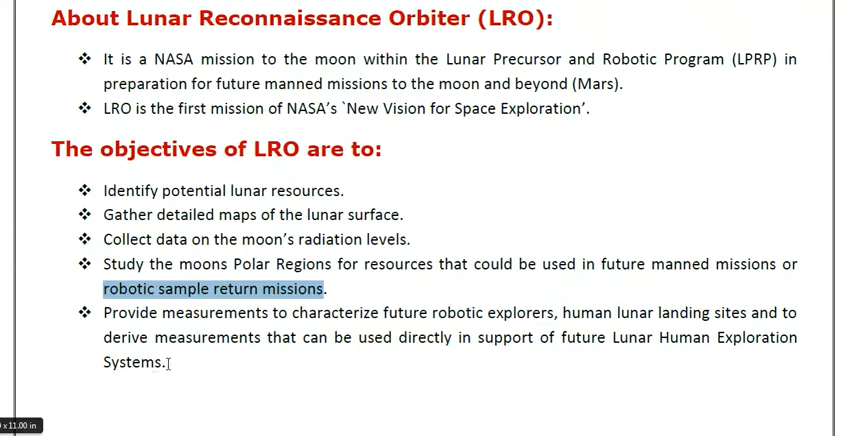 About Lunar Reconnaissance Orbiter (LRO):
❖ It is a NASA mission to the moon within the Lunar Precursor and Robotic Program (LPRP) in
preparation for future manned missions to the moon and beyond (Mars).
❖ LRO is the first mission of NASA's `New Vision for Space Exploration'.
The objectives of LRO are to:
❖ Identify potential lunar resources.
❖ Gather detailed maps of the lunar surface.
❖ Collect data on the moon's radiation levels.
❖ Study the moons Polar Regions for resources that could be used in future manned missions or
robotic sample return missions.
❖ Provide measurements to characterize future robotic explorers, human lunar landing sites and to
derive measurements that can be used directly in support of future Lunar Human Exploration
Systems.
x 11.00 in